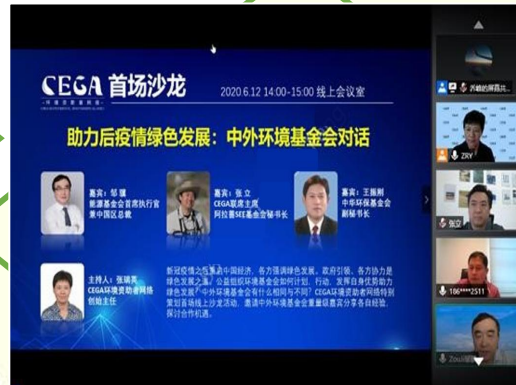 CEGA 首场沙龙
2020.6.12 14:00-15:00 线上会议室
助力后疫情绿色发展：中外环境基金会对话
嘉宾：邹骥
能源基金会首席执行官
兼中国区总裁
嘉宾：张立
CEGA联席主席
阿拉善SEE基金会秘书长
嘉宾：王振刚
中华环保基金会
副秘书长
主持人：张瑞英
CEGA环境资助者网络
创始主任
新冠疫情之后重启中国经济，各方强调绿色发展。政府引领、各方协力是
绿色发展之道。公益组织环境基金会如何计划、行动、发挥自身优势助力
绿色发展？中外环境基金会有什么相同与不同？CEGA环境资助者网络特别
策划首场线上沙龙活动，邀请中外环境基金会重量级嘉宾分享各自经验，
探讨合作机遇。
ZRY
张立
186****2511